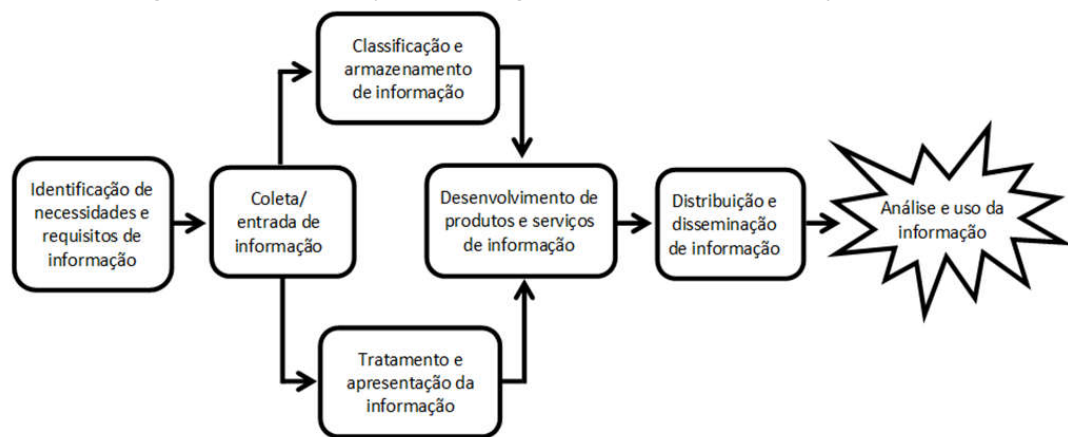 Classificação e
armazenamento
de informação
Identificação de
necessidades e
requisitos de
informação
Coleta/
entrada de
informação
Desenvolvimento de
produtos e serviços
de informação
Distribuição e
disseminação
de informação
Análise e uso da
informação
Tratamento e
apresentação da
informação